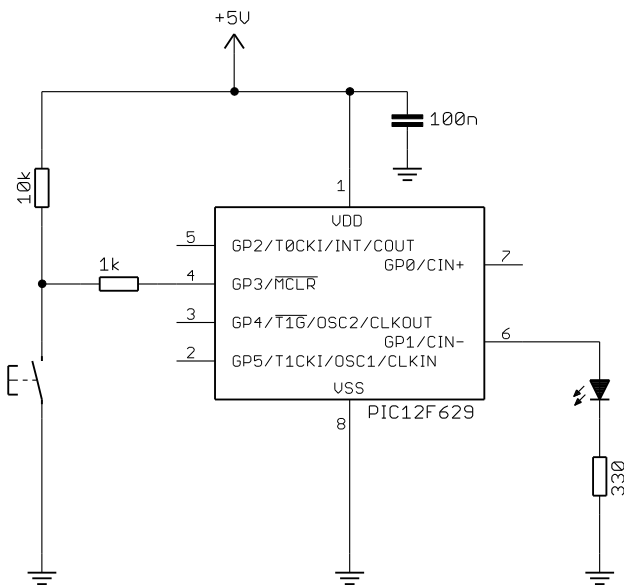 +5V
100n
10k
1
VDD
5
GP2/T0CKI/INT/COUT
7
GP0/CIN+
1k
4
GP3/MCLR
3
GP4/T1G/OSC2/CLKOUT
6
GP1/CIN-
2
GP5/T1CKI/OSC1/CLKIN
VSS
PIC12F629
8
330